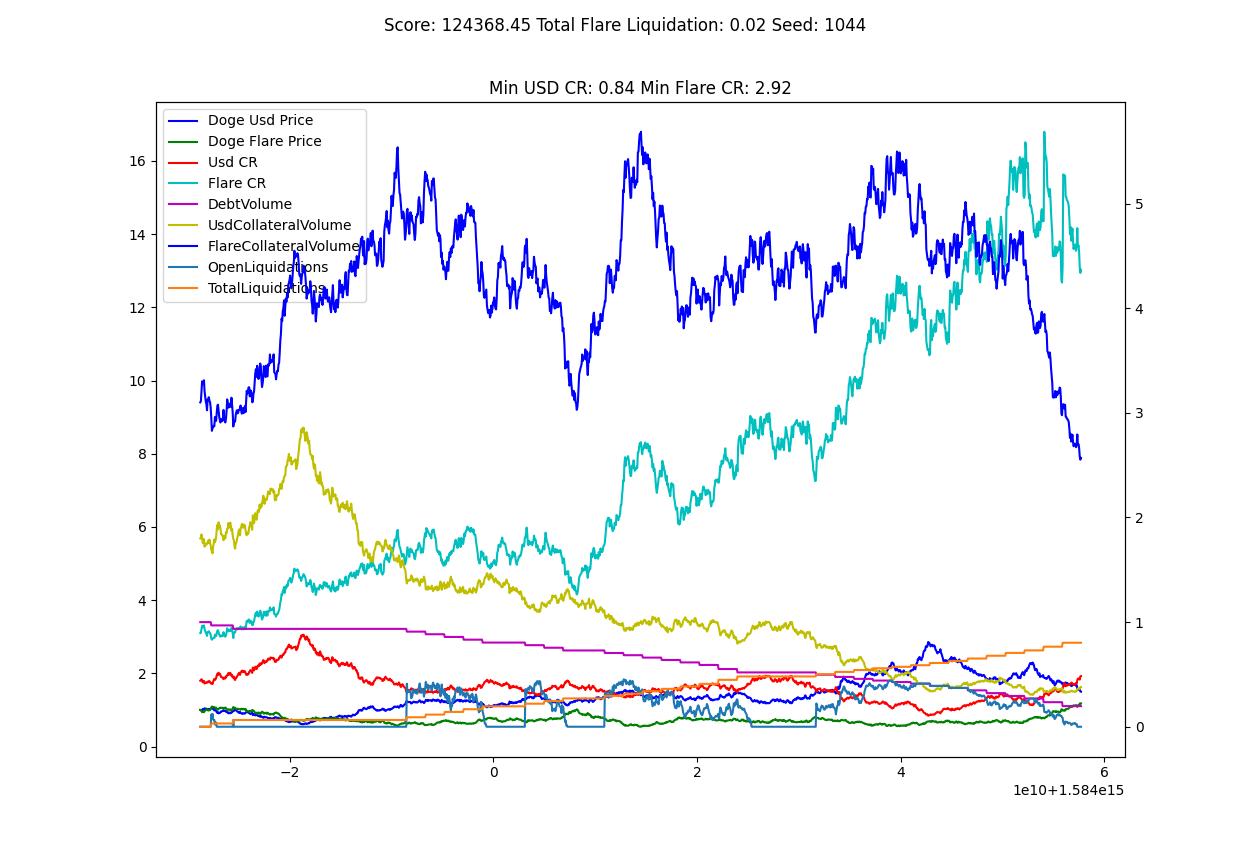 Score: 124368.45 Total Flare Liquidation: 0.02 Seed: 1044
Min USD CR: 0.84 Min Flare CR: 2.92
Doge Usd Price
Doge Flare Price
Usd CR
Flare CR
DebtVolume
UsdCollateralVolume
FlareCollateralVolume
OpenLiquidations
TotalLiquidations
16
14
12
10
8
6
4
2
0
5
4
3
2
1
0
−2 0 2 4 6
1e10+1.584e15